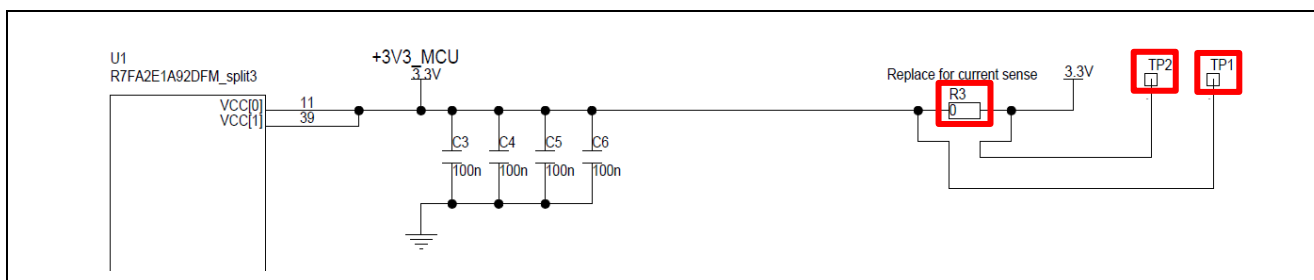 U1
R7FA2E1A92DFM_split3
VCC[0]
VCC[1]
11
39
+3V3_MCU
3.3V
C3
100n
C4
100n
C5
100n
C6
100n
Replace for current sense
R3
0
3.3V
TP2
TP1